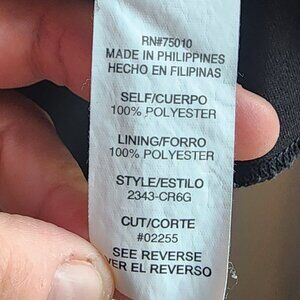 RN#75010
MADE IN PHILIPPINES
HECHO EN FILIPINAS
SELF/CUERPO
100% POLYESTER
LINING/FORRO
100% POLYESTER
STYLE/ESTILO
2343-CR6G
CUT/CORTE
#02255
SEE REVERSE
VER EL REVERSO